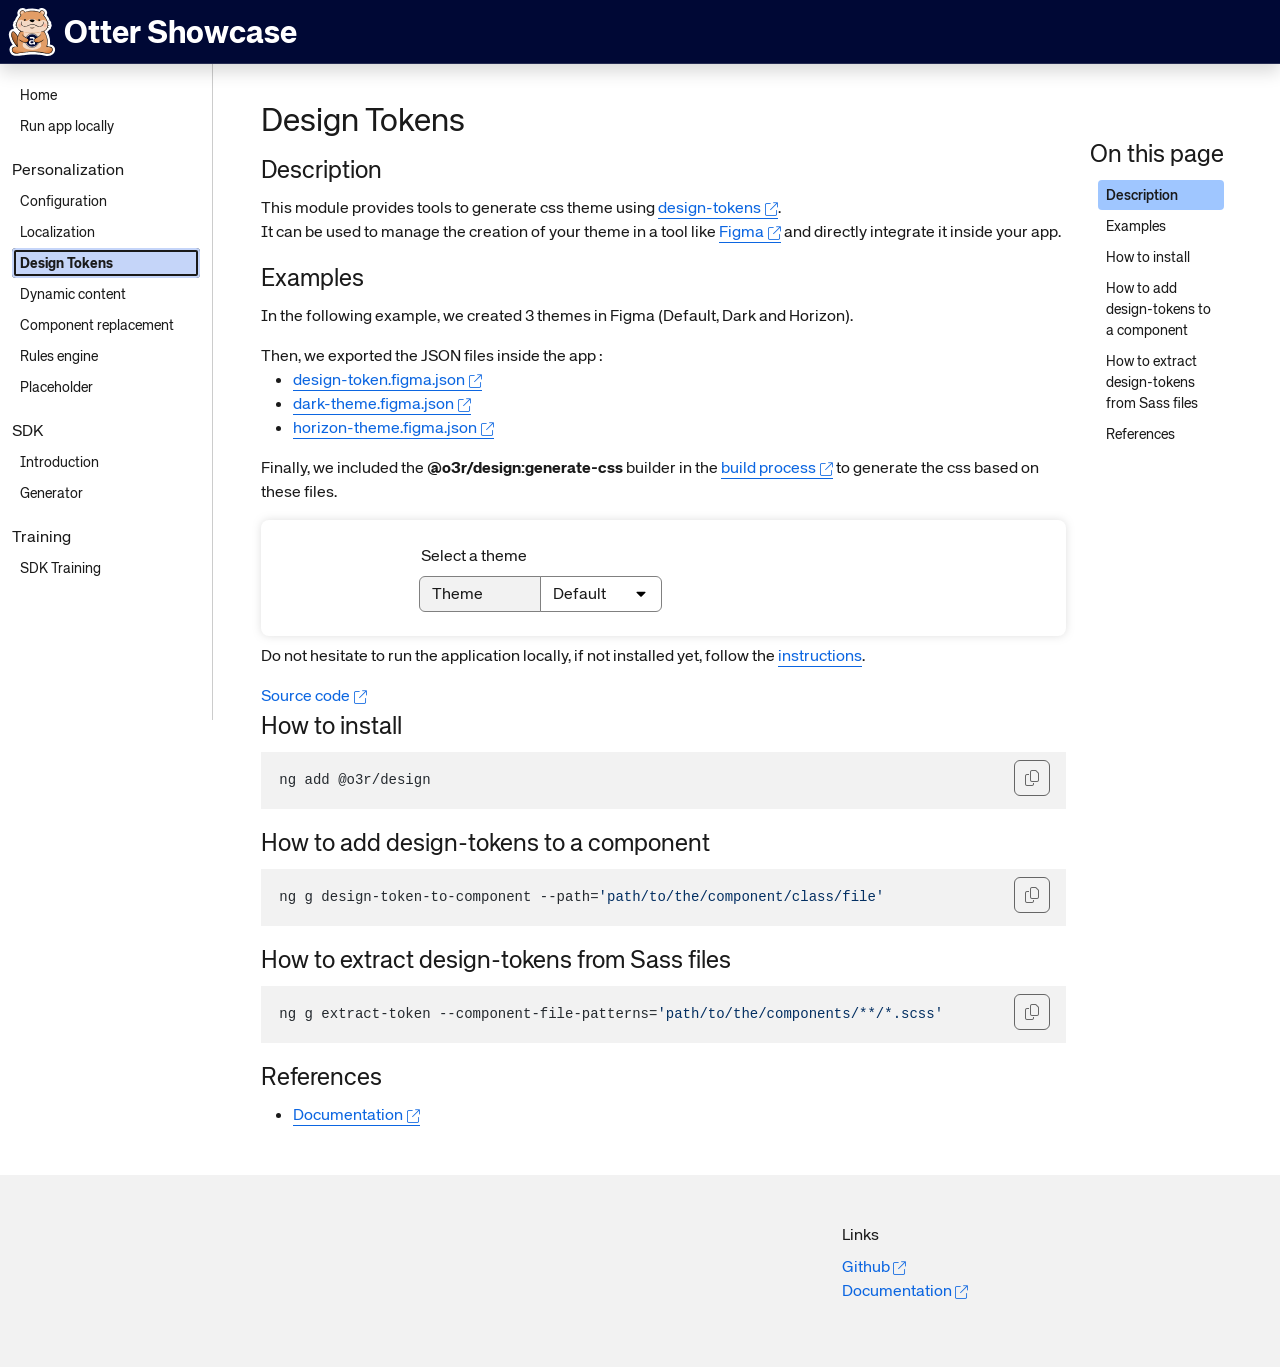 Otter Showcase
Home
Run app locally
Personalization
Configuration
Localization
Design Tokens
Dynamic content
Component replacement
Rules engine
Placeholder
SDK
Introduction
Generator
Training
SDK Training
Design Tokens
Description
This module provides tools to generate css theme using design-tokens.
It can be used to manage the creation of your theme in a tool like Figma and directly integrate it inside your app.
Examples
In the following example, we created 3 themes in Figma (Default, Dark and Horizon).
Then, we exported the JSON files inside the app :
design-token.figma.json
dark-theme.figma.json
horizon-theme.figma.json
Finally, we included the @o3r/design:generate-css builder in the build process to generate the css based on
these files.
Select a theme
Theme Default
Do not hesitate to run the application locally, if not installed yet, follow the instructions.
Source code
How to install
ng add @o3r/design
How to add design-tokens to a component
ng g design-token-to-component --path='path/to/the/component/class/file'
How to extract design-tokens from Sass files
ng g extract-token --component-file-patterns='path/to/the/components/**/*.scss'
References
Documentation
On this page
Description
Examples
How to install
How to add
design-tokens to
a component
How to extract
design-tokens
from Sass files
References
Links
Github
Documentation